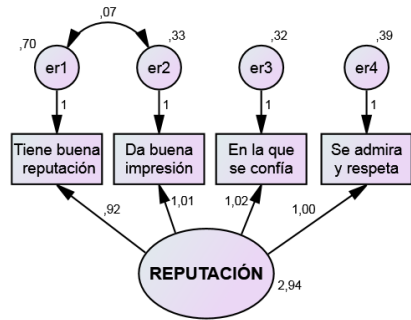 ,07
,70
,33
,32
,39
er1
er2
er3
er4
1
1
1
1
Tiene buena
reputación
Da buena
impresión
En la que
se confía
Se admira
y respeta
,92
1,01
1,02
1,00
REPUTACIÓN
2,94